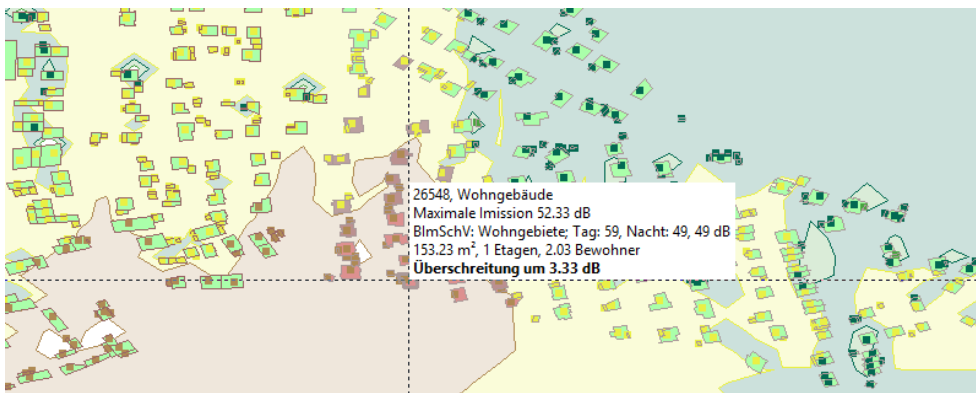 26548, Wohngebäude
Maximale Imission 52.33 dB
BImSchV: Wohngebiete; Tag: 59, Nacht: 49, 49 dB
153.23 m², 1 Etagen, 2.03 Bewohner
Überschreitung um 3.33 dB